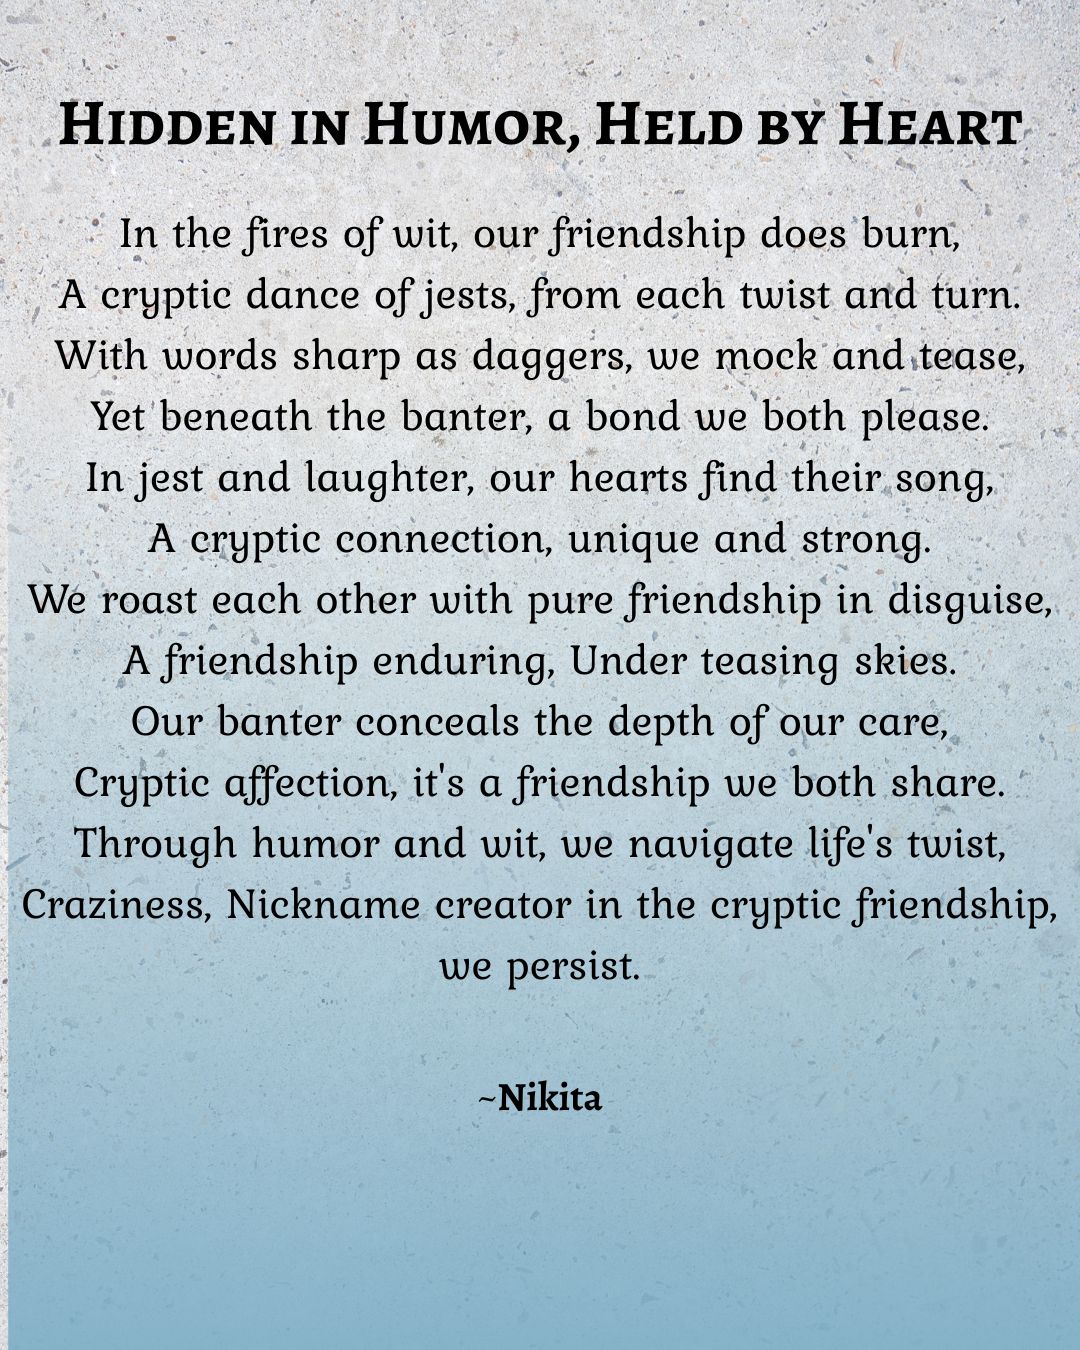 Hidden in Humor, Held by Heart
In the fires of wit, our friendship does burn,
A cryptic dance of jests, from each twist and turn.
With words sharp as daggers, we mock and tease,
Yet beneath the banter, a bond we both please.
In jest and laughter, our hearts find their song,
A cryptic connection, unique and strong.
We roast each other with pure friendship in disguise,
A friendship enduring, Under teasing skies.
Our banter conceals the depth of our care,
Cryptic affection, it's a friendship we both share.
Through humor and wit, we navigate life's twist,
Craziness, Nickname creator in the cryptic friendship,
we persist.
~Nikita